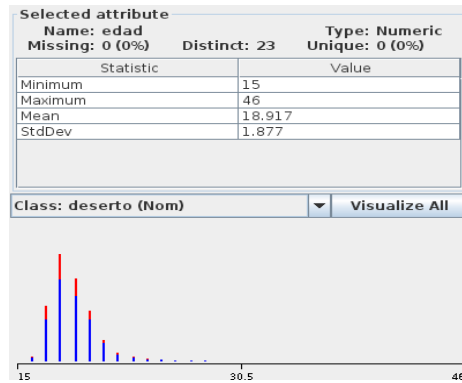 Selected attribute
Name: edad Type: Numeric
Missing: 0 (0%) Distinct: 23 Unique: 0 (0%)
Statistic Value
Minimum 15
Maximum 46
Mean 18.917
StdDev 1.877
Class: deserto (Nom) Visualize All
15 30.5 46